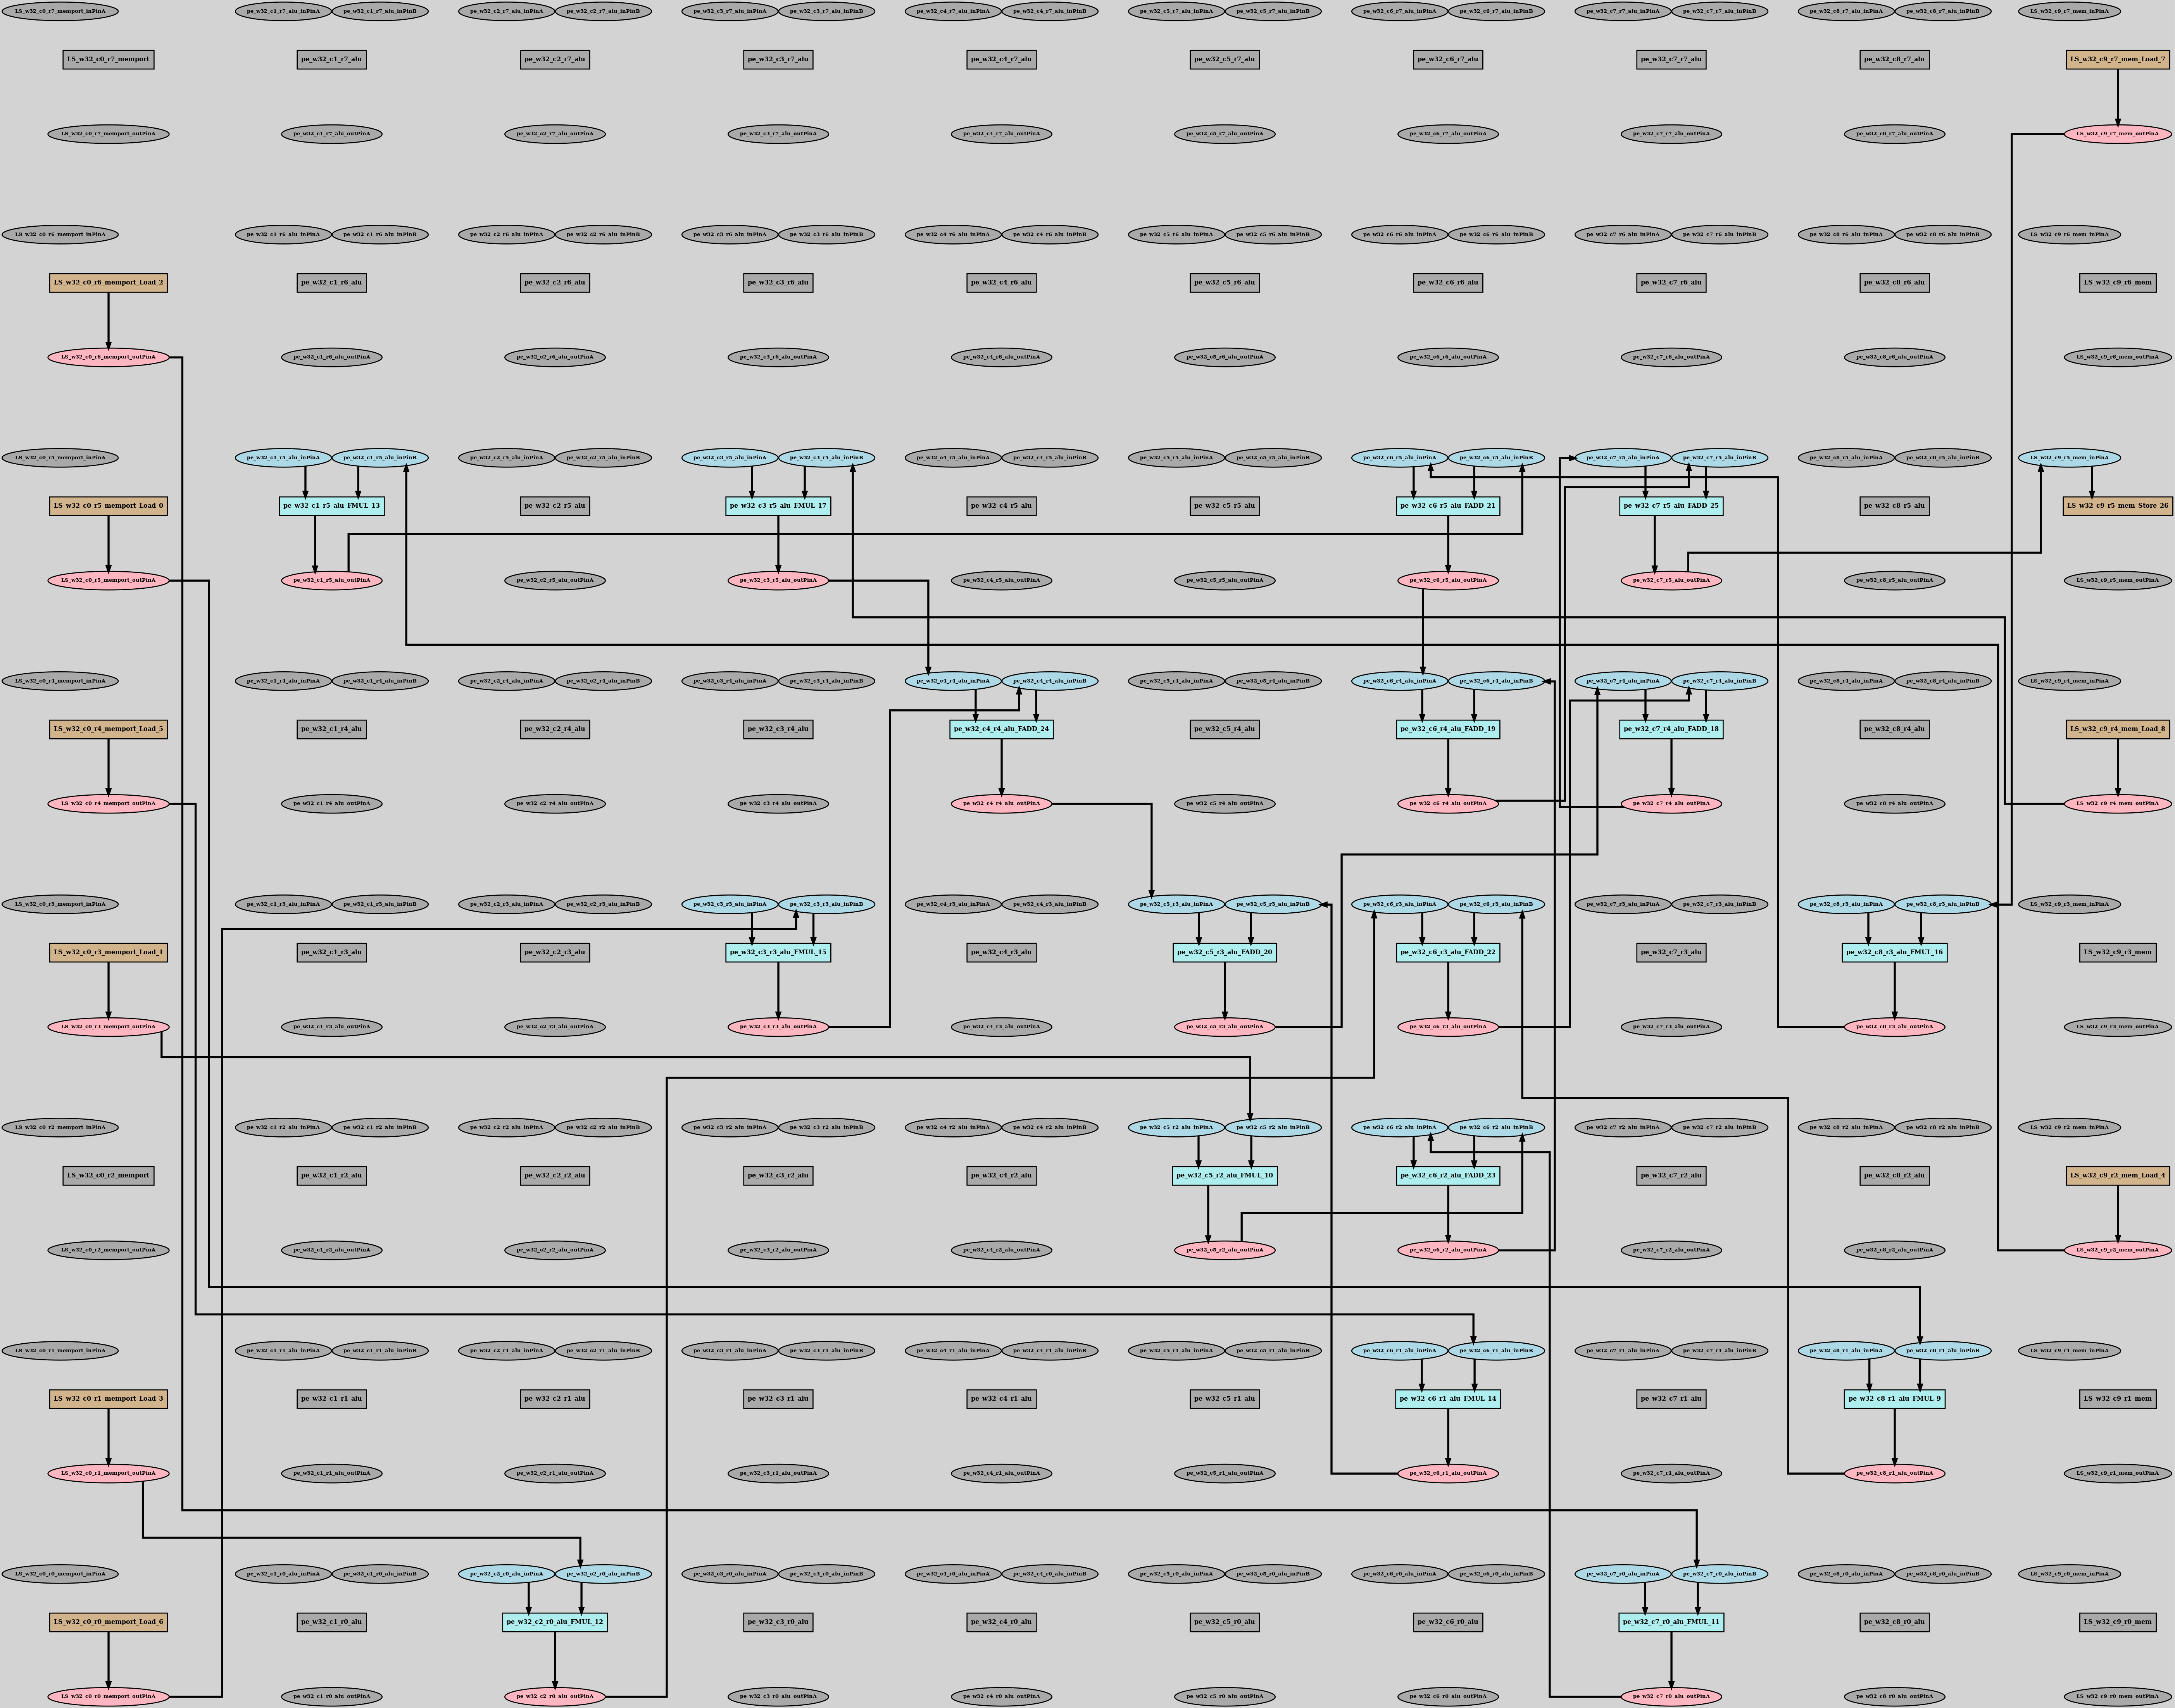 LS_w32_c0_r7_memport_inPinA pe_w32_c1_r7_alu_inPinA pe_w32_c1_r7_alu_inPinB pe_w32_c2_r7_alu_inPinA pe_w32_c2_r7_alu_inPinB pe_w32_c3_r7_alu_inPinA pe_w32_c3_r7_alu_inPinB pe_w32_c4_r7_alu_inPinA pe_w32_c4_r7_alu_inPinB pe_w32_c5_r7_alu_inPinA pe_w32_c5_r7_alu_inPinB pe_w32_c6_r7_alu_inPinA pe_w32_c6_r7_alu_inPinB pe_w32_c7_r7_alu_inPinA pe_w32_c7_r7_alu_inPinB pe_w32_c8_r7_alu_inPinA pe_w32_c8_r7_alu_inPinB LS_w32_c9_r7_mem_inPinA
LS_w32_c0_r7_memport pe_w32_c1_r7_alu pe_w32_c2_r7_alu pe_w32_c3_r7_alu pe_w32_c4_r7_alu pe_w32_c5_r7_alu pe_w32_c6_r7_alu pe_w32_c7_r7_alu pe_w32_c8_r7_alu LS_w32_c9_r7_mem_Load_7
LS_w32_c0_r7_memport_outPinA pe_w32_c1_r7_alu_outPinA pe_w32_c2_r7_alu_outPinA pe_w32_c3_r7_alu_outPinA pe_w32_c4_r7_alu_outPinA pe_w32_c5_r7_alu_outPinA pe_w32_c6_r7_alu_outPinA pe_w32_c7_r7_alu_outPinA pe_w32_c8_r7_alu_outPinA LS_w32_c9_r7_mem_outPinA
LS_w32_c0_r6_memport_inPinA pe_w32_c1_r6_alu_inPinA pe_w32_c1_r6_alu_inPinB pe_w32_c2_r6_alu_inPinA pe_w32_c2_r6_alu_inPinB pe_w32_c3_r6_alu_inPinA pe_w32_c3_r6_alu_inPinB pe_w32_c4_r6_alu_inPinA pe_w32_c4_r6_alu_inPinB pe_w32_c5_r6_alu_inPinA pe_w32_c5_r6_alu_inPinB pe_w32_c6_r6_alu_inPinA pe_w32_c6_r6_alu_inPinB pe_w32_c7_r6_alu_inPinA pe_w32_c7_r6_alu_inPinB pe_w32_c8_r6_alu_inPinA pe_w32_c8_r6_alu_inPinB LS_w32_c9_r6_mem_inPinA
LS_w32_c0_r6_memport_Load_2 pe_w32_c1_r6_alu pe_w32_c2_r6_alu pe_w32_c3_r6_alu pe_w32_c4_r6_alu pe_w32_c5_r6_alu pe_w32_c6_r6_alu pe_w32_c7_r6_alu pe_w32_c8_r6_alu LS_w32_c9_r6_mem
LS_w32_c0_r6_memport_outPinA pe_w32_c1_r6_alu_outPinA pe_w32_c2_r6_alu_outPinA pe_w32_c3_r6_alu_outPinA pe_w32_c4_r6_alu_outPinA pe_w32_c5_r6_alu_outPinA pe_w32_c6_r6_alu_outPinA pe_w32_c7_r6_alu_outPinA pe_w32_c8_r6_alu_outPinA LS_w32_c9_r6_mem_outPinA
LS_w32_c0_r5_memport_inPinA pe_w32_c1_r5_alu_inPinA pe_w32_c1_r5_alu_inPinB pe_w32_c2_r5_alu_inPinA pe_w32_c2_r5_alu_inPinB pe_w32_c3_r5_alu_inPinA pe_w32_c3_r5_alu_inPinB pe_w32_c4_r5_alu_inPinA pe_w32_c4_r5_alu_inPinB pe_w32_c5_r5_alu_inPinA pe_w32_c5_r5_alu_inPinB pe_w32_c6_r5_alu_inPinA pe_w32_c6_r5_alu_inPinB pe_w32_c7_r5_alu_inPinA pe_w32_c7_r5_alu_inPinB pe_w32_c8_r5_alu_inPinA pe_w32_c8_r5_alu_inPinB LS_w32_c9_r5_mem_inPinA
LS_w32_c0_r5_memport_Load_0 pe_w32_c1_r5_alu_FMUL_13 pe_w32_c2_r5_alu pe_w32_c3_r5_alu_FMUL_17 pe_w32_c4_r5_alu pe_w32_c5_r5_alu pe_w32_c6_r5_alu_FADD_21 pe_w32_c7_r5_alu_FADD_25 pe_w32_c8_r5_alu LS_w32_c9_r5_mem_Store_26
LS_w32_c0_r5_memport_outPinA pe_w32_c1_r5_alu_outPinA pe_w32_c2_r5_alu_outPinA pe_w32_c3_r5_alu_outPinA pe_w32_c4_r5_alu_outPinA pe_w32_c5_r5_alu_outPinA pe_w32_c6_r5_alu_outPinA pe_w32_c7_r5_alu_outPinA pe_w32_c8_r5_alu_outPinA LS_w32_c9_r5_mem_outPinA
LS_w32_c0_r4_memport_inPinA pe_w32_c1_r4_alu_inPinA pe_w32_c1_r4_alu_inPinB pe_w32_c2_r4_alu_inPinA pe_w32_c2_r4_alu_inPinB pe_w32_c3_r4_alu_inPinA pe_w32_c3_r4_alu_inPinB pe_w32_c4_r4_alu_inPinA pe_w32_c4_r4_alu_inPinB pe_w32_c5_r4_alu_inPinA pe_w32_c5_r4_alu_inPinB pe_w32_c6_r4_alu_inPinA pe_w32_c6_r4_alu_inPinB pe_w32_c7_r4_alu_inPinA pe_w32_c7_r4_alu_inPinB pe_w32_c8_r4_alu_inPinA pe_w32_c8_r4_alu_inPinB LS_w32_c9_r4_mem_inPinA
LS_w32_c0_r4_memport_Load_5 pe_w32_c1_r4_alu pe_w32_c2_r4_alu pe_w32_c3_r4_alu pe_w32_c4_r4_alu_FADD_24 pe_w32_c5_r4_alu pe_w32_c6_r4_alu_FADD_19 pe_w32_c7_r4_alu_FADD_18 pe_w32_c8_r4_alu LS_w32_c9_r4_mem_Load_8
LS_w32_c0_r4_memport_outPinA pe_w32_c1_r4_alu_outPinA pe_w32_c2_r4_alu_outPinA pe_w32_c3_r4_alu_outPinA pe_w32_c4_r4_alu_outPinA pe_w32_c5_r4_alu_outPinA pe_w32_c6_r4_alu_outPinA pe_w32_c7_r4_alu_outPinA pe_w32_c8_r4_alu_outPinA LS_w32_c9_r4_mem_outPinA
LS_w32_c0_r3_memport_inPinA pe_w32_c1_r3_alu_inPinA pe_w32_c1_r3_alu_inPinB pe_w32_c2_r3_alu_inPinA pe_w32_c2_r3_alu_inPinB pe_w32_c3_r3_alu_inPinA pe_w32_c3_r3_alu_inPinB pe_w32_c4_r3_alu_inPinA pe_w32_c4_r3_alu_inPinB pe_w32_c5_r3_alu_inPinA pe_w32_c5_r3_alu_inPinB pe_w32_c6_r3_alu_inPinA pe_w32_c6_r3_alu_inPinB pe_w32_c7_r3_alu_inPinA pe_w32_c7_r3_alu_inPinB pe_w32_c8_r3_alu_inPinA pe_w32_c8_r3_alu_inPinB LS_w32_c9_r3_mem_inPinA
LS_w32_c0_r3_memport_Load_1 pe_w32_c1_r3_alu pe_w32_c2_r3_alu pe_w32_c3_r3_alu_FMUL_15 pe_w32_c4_r3_alu pe_w32_c5_r3_alu_FADD_20 pe_w32_c6_r3_alu_FADD_22 pe_w32_c7_r3_alu pe_w32_c8_r3_alu_FMUL_16 LS_w32_c9_r3_mem
LS_w32_c0_r3_memport_outPinA pe_w32_c1_r3_alu_outPinA pe_w32_c2_r3_alu_outPinA pe_w32_c3_r3_alu_outPinA pe_w32_c4_r3_alu_outPinA pe_w32_c5_r3_alu_outPinA pe_w32_c6_r3_alu_outPinA pe_w32_c7_r3_alu_outPinA pe_w32_c8_r3_alu_outPinA LS_w32_c9_r3_mem_outPinA
LS_w32_c0_r2_memport_inPinA pe_w32_c1_r2_alu_inPinA pe_w32_c1_r2_alu_inPinB pe_w32_c2_r2_alu_inPinA pe_w32_c2_r2_alu_inPinB pe_w32_c3_r2_alu_inPinA pe_w32_c3_r2_alu_inPinB pe_w32_c4_r2_alu_inPinA pe_w32_c4_r2_alu_inPinB pe_w32_c5_r2_alu_inPinA pe_w32_c5_r2_alu_inPinB pe_w32_c6_r2_alu_inPinA pe_w32_c6_r2_alu_inPinB pe_w32_c7_r2_alu_inPinA pe_w32_c7_r2_alu_inPinB pe_w32_c8_r2_alu_inPinA pe_w32_c8_r2_alu_inPinB LS_w32_c9_r2_mem_inPinA
LS_w32_c0_r2_memport pe_w32_c1_r2_alu pe_w32_c2_r2_alu pe_w32_c3_r2_alu pe_w32_c4_r2_alu pe_w32_c5_r2_alu_FMUL_10 pe_w32_c6_r2_alu_FADD_23 pe_w32_c7_r2_alu pe_w32_c8_r2_alu LS_w32_c9_r2_mem_Load_4
LS_w32_c0_r2_memport_outPinA pe_w32_c1_r2_alu_outPinA pe_w32_c2_r2_alu_outPinA pe_w32_c3_r2_alu_outPinA pe_w32_c4_r2_alu_outPinA pe_w32_c5_r2_alu_outPinA pe_w32_c6_r2_alu_outPinA pe_w32_c7_r2_alu_outPinA pe_w32_c8_r2_alu_outPinA LS_w32_c9_r2_mem_outPinA
LS_w32_c0_r1_memport_inPinA pe_w32_c1_r1_alu_inPinA pe_w32_c1_r1_alu_inPinB pe_w32_c2_r1_alu_inPinA pe_w32_c2_r1_alu_inPinB pe_w32_c3_r1_alu_inPinA pe_w32_c3_r1_alu_inPinB pe_w32_c4_r1_alu_inPinA pe_w32_c4_r1_alu_inPinB pe_w32_c5_r1_alu_inPinA pe_w32_c5_r1_alu_inPinB pe_w32_c6_r1_alu_inPinA pe_w32_c6_r1_alu_inPinB pe_w32_c7_r1_alu_inPinA pe_w32_c7_r1_alu_inPinB pe_w32_c8_r1_alu_inPinA pe_w32_c8_r1_alu_inPinB LS_w32_c9_r1_mem_inPinA
LS_w32_c0_r1_memport_Load_3 pe_w32_c1_r1_alu pe_w32_c2_r1_alu pe_w32_c3_r1_alu pe_w32_c4_r1_alu pe_w32_c5_r1_alu pe_w32_c6_r1_alu_FMUL_14 pe_w32_c7_r1_alu pe_w32_c8_r1_alu_FMUL_9 LS_w32_c9_r1_mem
LS_w32_c0_r1_memport_outPinA pe_w32_c1_r1_alu_outPinA pe_w32_c2_r1_alu_outPinA pe_w32_c3_r1_alu_outPinA pe_w32_c4_r1_alu_outPinA pe_w32_c5_r1_alu_outPinA pe_w32_c6_r1_alu_outPinA pe_w32_c7_r1_alu_outPinA pe_w32_c8_r1_alu_outPinA LS_w32_c9_r1_mem_outPinA
LS_w32_c0_r0_memport_inPinA pe_w32_c1_r0_alu_inPinA pe_w32_c1_r0_alu_inPinB pe_w32_c2_r0_alu_inPinA pe_w32_c2_r0_alu_inPinB pe_w32_c3_r0_alu_inPinA pe_w32_c3_r0_alu_inPinB pe_w32_c4_r0_alu_inPinA pe_w32_c4_r0_alu_inPinB pe_w32_c5_r0_alu_inPinA pe_w32_c5_r0_alu_inPinB pe_w32_c6_r0_alu_inPinA pe_w32_c6_r0_alu_inPinB pe_w32_c7_r0_alu_inPinA pe_w32_c7_r0_alu_inPinB pe_w32_c8_r0_alu_inPinA pe_w32_c8_r0_alu_inPinB LS_w32_c9_r0_mem_inPinA
LS_w32_c0_r0_memport_Load_6 pe_w32_c1_r0_alu pe_w32_c2_r0_alu_FMUL_12 pe_w32_c3_r0_alu pe_w32_c4_r0_alu pe_w32_c5_r0_alu pe_w32_c6_r0_alu pe_w32_c7_r0_alu_FMUL_11 pe_w32_c8_r0_alu LS_w32_c9_r0_mem
LS_w32_c0_r0_memport_outPinA pe_w32_c1_r0_alu_outPinA pe_w32_c2_r0_alu_outPinA pe_w32_c3_r0_alu_outPinA pe_w32_c4_r0_alu_outPinA pe_w32_c5_r0_alu_outPinA pe_w32_c6_r0_alu_outPinA pe_w32_c7_r0_alu_outPinA pe_w32_c8_r0_alu_outPinA LS_w32_c9_r0_mem_outPinA